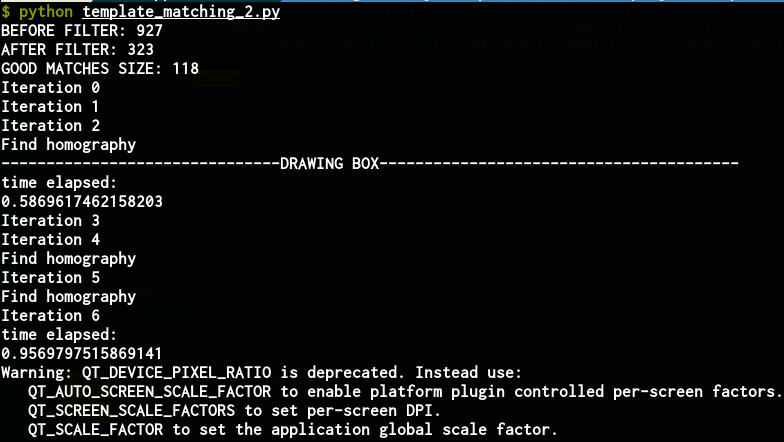 $ python template_matching_2.py
BEFORE FILTER: 927
AFTER FILTER: 323
GOOD MATCHES SIZE: 118
Iteration 0
Iteration 1
Iteration 2
Find homography
-------------------------------DRAWING BOX----------------------------------------
time elapsed:
0.5869617462158203
Iteration 3
Iteration 4
Find homography
Iteration 5
Find homography
Iteration 6
time elapsed:
0.9569797515869141
Warning: QT_DEVICE_PIXEL_RATIO is deprecated. Instead use:
   QT_AUTO_SCREEN_SCALE_FACTOR to enable platform plugin controlled per-screen factors.
   QT_SCREEN_SCALE_FACTORS to set per-screen DPI.
   QT_SCALE_FACTOR to set the application global scale factor.